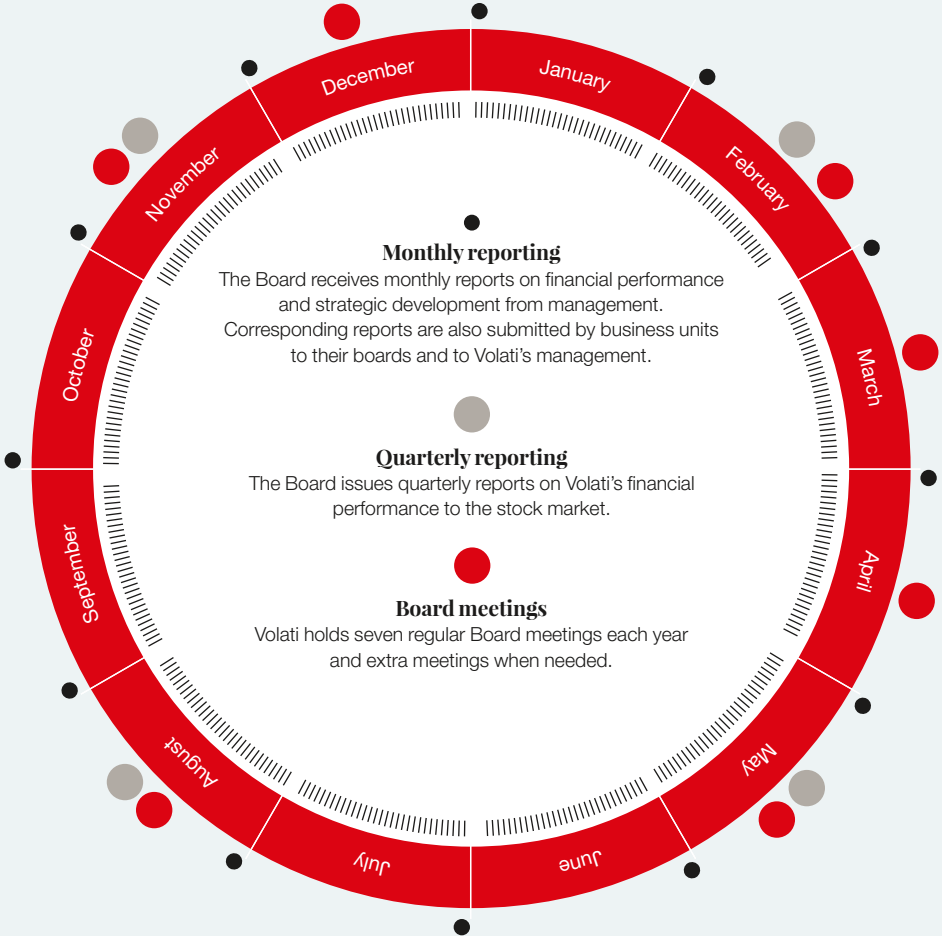 January
February
March
April
May
June
July
August
September
October
November
December
Monthly reporting
The Board receives monthly reports on financial performance
and strategic development from management.
Corresponding reports are also submitted by business units
to their boards and to Volati’s management.
Quarterly reporting
The Board issues quarterly reports on Volati’s financial
performance to the stock market.
Board meetings
Volati holds seven regular Board meetings each year
and extra meetings when needed.